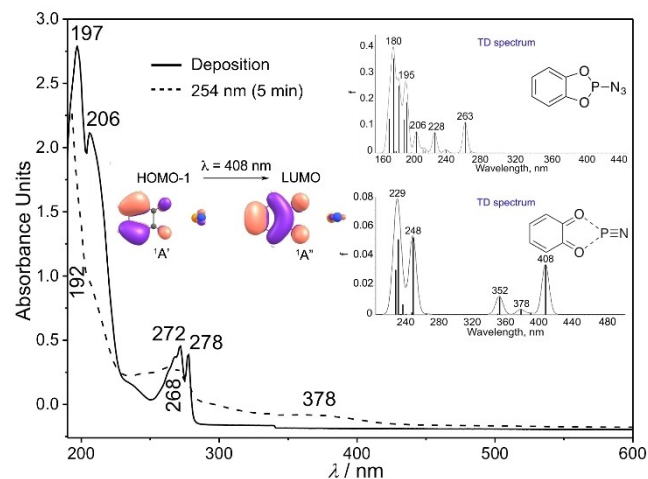 3.0
2.5
2.0
1.5
1.0
0.5
0.0
Absorbance Units
200
300
400
500
600
λ / nm
197
206
192
272
278
268
378
Deposition
254 nm (5 min)
HOMO-1
λ = 408 nm
LUMO
¹A'
¹A"
TD spectrum
0.4
0.3
0.2
0.1
0
f
180
195
206
228
263
160
200
240
280
320
360
400
440
Wavelength, nm
O
P
N₃
O
TD spectrum
0.08
0.06
0.04
0.02
0
f
229
248
352
378
408
240
280
320
360
400
440
480
Wavelength, nm
O
P≡N
O